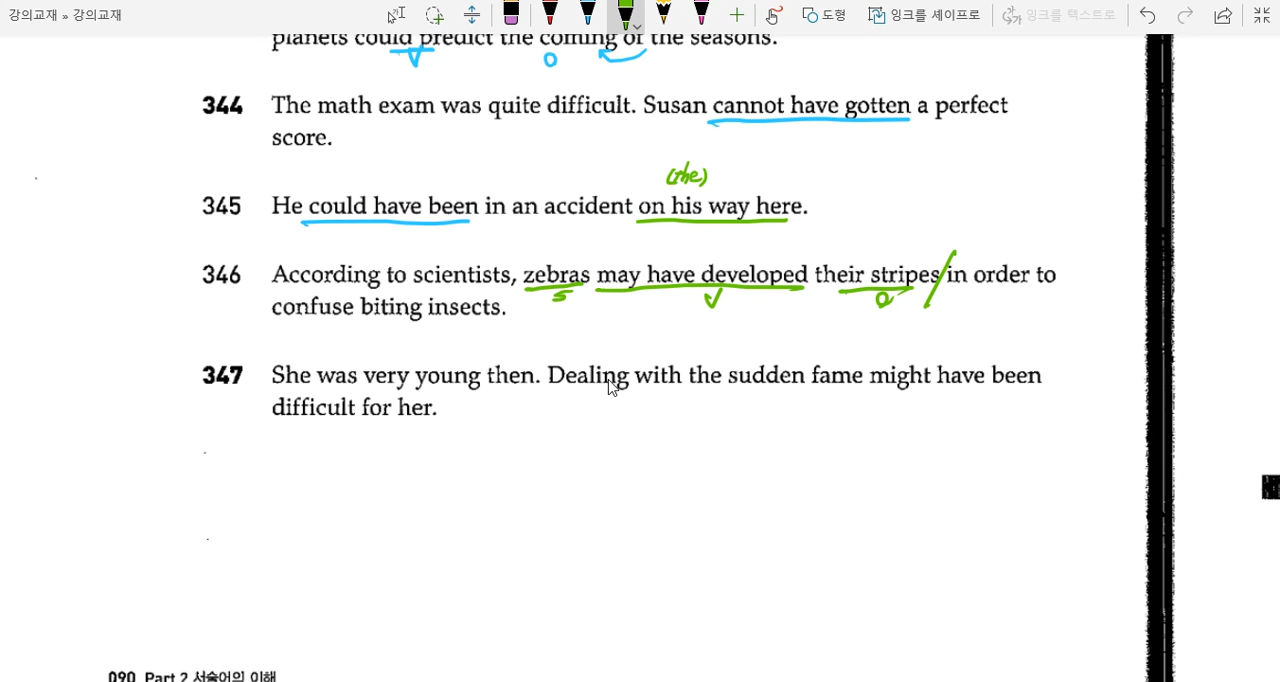 강의교재 » 강의교재
도형
잉크를 셰이프로
잉크를 텍스트로
planets could predict the coming of the seasons.
V
O
344 The math exam was quite difficult. Susan cannot have gotten a perfect
score.
(the)
345 He could have been in an accident on his way here.
346 According to scientists, zebras may have developed their stripes/in order to
S
V
O
confuse biting insects.
347 She was very young then. Dealing with the sudden fame might have been
difficult for her.
090 Part 2 서술어의 이해